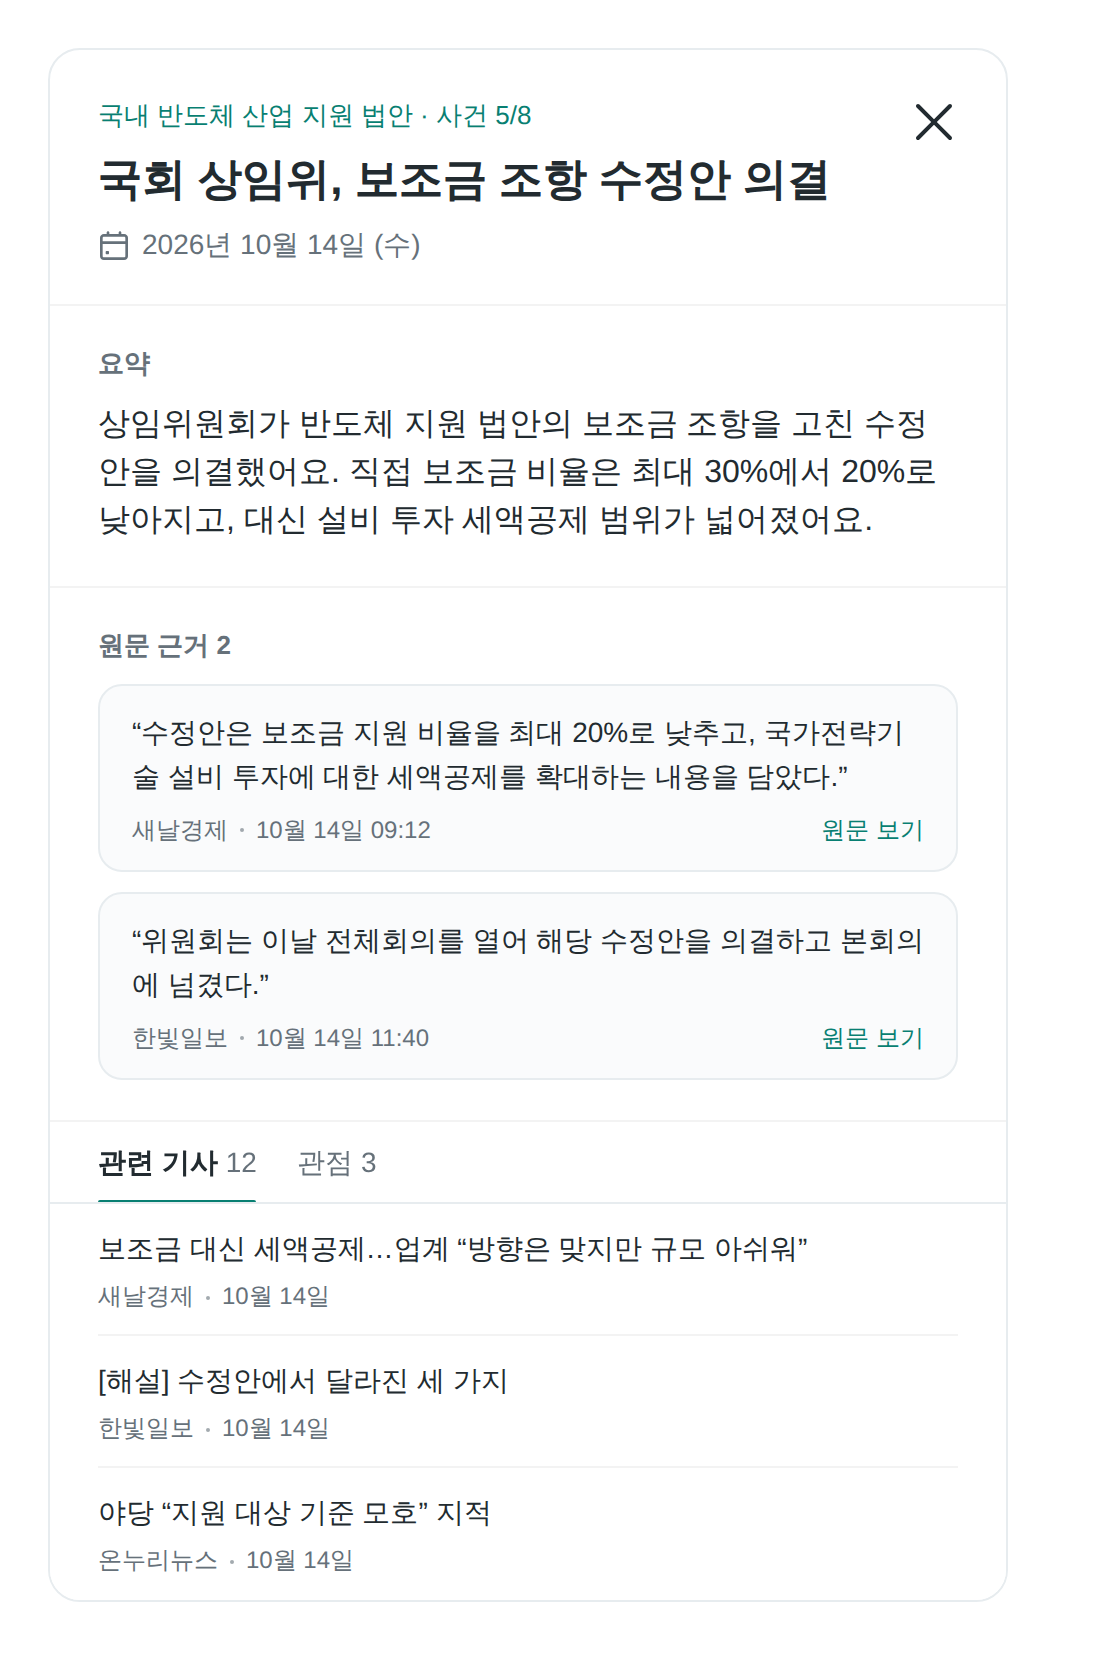 국내 반도체 산업 지원 법안 · 사건 5/8
국회 상임위, 보조금 조항 수정안 의결
2026년 10월 14일 (수)
요약
상임위원회가 반도체 지원 법안의 보조금 조항을 고친 수정
안을 의결했어요. 직접 보조금 비율은 최대 30%에서 20%로
낮아지고, 대신 설비 투자 세액공제 범위가 넓어졌어요.
원문 근거 2
“수정안은 보조금 지원 비율을 최대 20%로 낮추고, 국가전략기
술 설비 투자에 대한 세액공제를 확대하는 내용을 담았다.”
새날경제 · 10월 14일 09:12 원문 보기
“위원회는 이날 전체회의를 열어 해당 수정안을 의결하고 본회의
에 넘겼다.”
한빛일보 · 10월 14일 11:40 원문 보기
관련 기사 12 관점 3
보조금 대신 세액공제…업계 “방향은 맞지만 규모 아쉬워”
새날경제 · 10월 14일
[해설] 수정안에서 달라진 세 가지
한빛일보 · 10월 14일
야당 “지원 대상 기준 모호” 지적
온누리뉴스 · 10월 14일